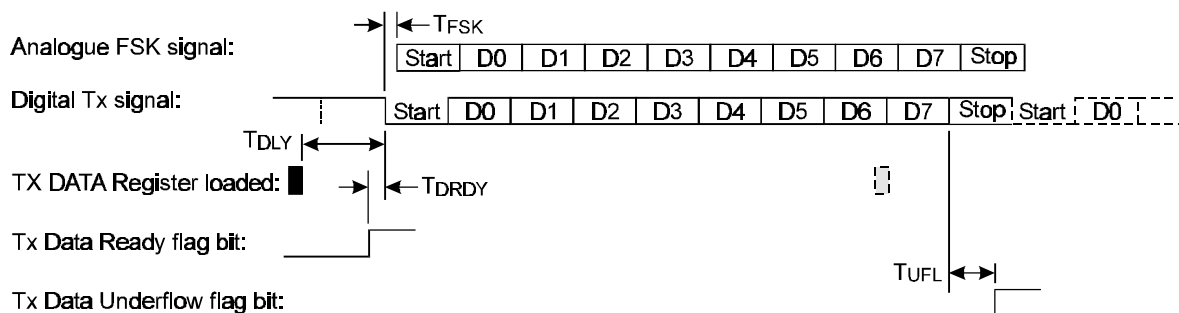 TFSK
Analogue FSK signal: Start D0 D1 D2 D3 D4 D5 D6 D7 Stop
Digital Tx signal: Start D0 D1 D2 D3 D4 D5 D6 D7 Stop Start D0
TDLY
TX DATA Register loaded: TDRDY
Tx Data Ready flag bit:
TUFL
Tx Data Underflow flag bit: